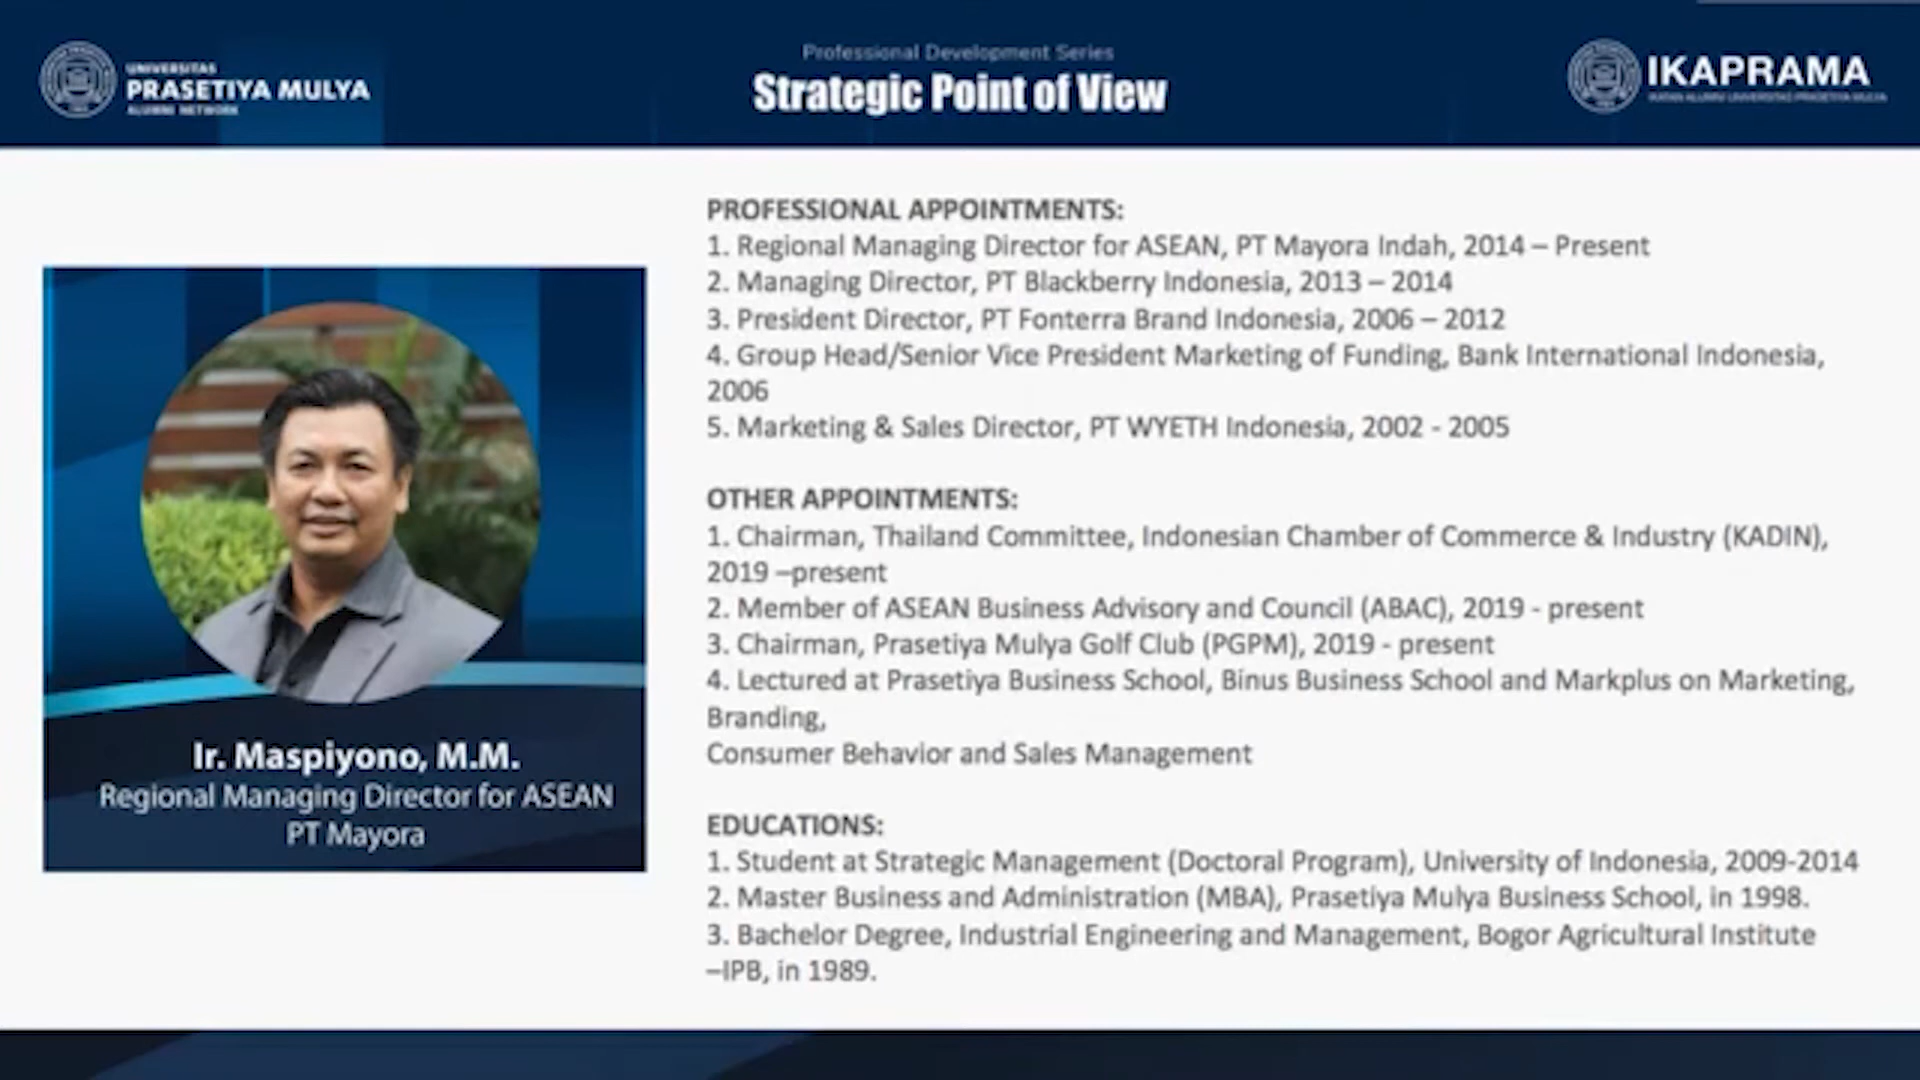 UNIVERSITAS
PRASETIYA MULYA
ALUMNI NETWORK
Professional Development Series
Strategic Point of View
IKAPRAMA
IKATAN ALUMNI UNIVERSITAS PRASETIYA MULYA
Ir. Maspiyono, M.M.
Regional Managing Director for ASEAN
PT Mayora
PROFESSIONAL APPOINTMENTS:
1. Regional Managing Director for ASEAN, PT Mayora Indah, 2014 – Present
2. Managing Director, PT Blackberry Indonesia, 2013 – 2014
3. President Director, PT Fonterra Brand Indonesia, 2006 – 2012
4. Group Head/Senior Vice President Marketing of Funding, Bank International Indonesia,
2006
5. Marketing & Sales Director, PT WYETH Indonesia, 2002 - 2005
OTHER APPOINTMENTS:
1. Chairman, Thailand Committee, Indonesian Chamber of Commerce & Industry (KADIN),
2019 –present
2. Member of ASEAN Business Advisory and Council (ABAC), 2019 - present
3. Chairman, Prasetiya Mulya Golf Club (PGPM), 2019 - present
4. Lectured at Prasetiya Business School, Binus Business School and Markplus on Marketing,
Branding,
Consumer Behavior and Sales Management
EDUCATIONS:
1. Student at Strategic Management (Doctoral Program), University of Indonesia, 2009-2014
2. Master Business and Administration (MBA), Prasetiya Mulya Business School, in 1998.
3. Bachelor Degree, Industrial Engineering and Management, Bogor Agricultural Institute
–IPB, in 1989.